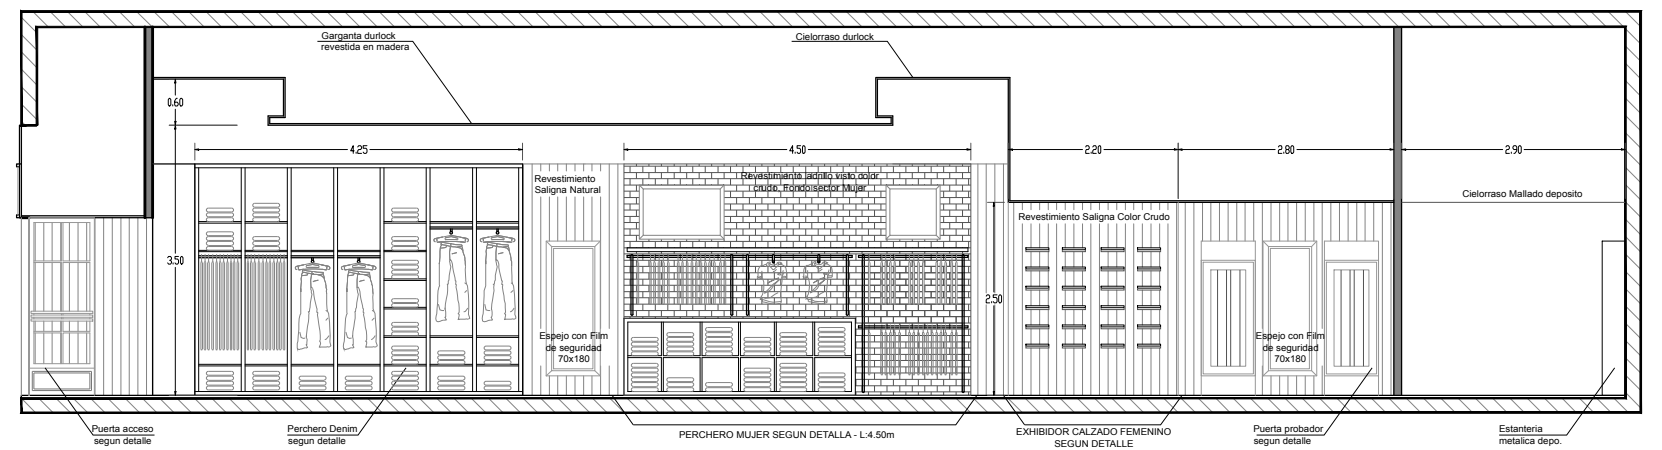 Garganta durlock
revestida en madera
Cielorraso durlock
0.60
4.25
4.50
2.20
2.80
2.90
Revestimiento
Saligna Natural
Revestimiento ladrillo visto color
crudo, Fondo sector Mujer
Cielorraso Mallado deposito
Revestimiento Saligna Color Crudo
3.50
2.50
Espejo con Film
de seguridad
70x180
Espejo con Film
de seguridad
70x180
Puerta acceso
segun detalle
Perchero Denim
segun detalle
PERCHERO MUJER SEGUN DETALLA - L:4.50m
EXHIBIDOR CALZADO FEMENINO
SEGUN DETALLE
Puerta probador
segun detalle
Estanteria
metalica depo.